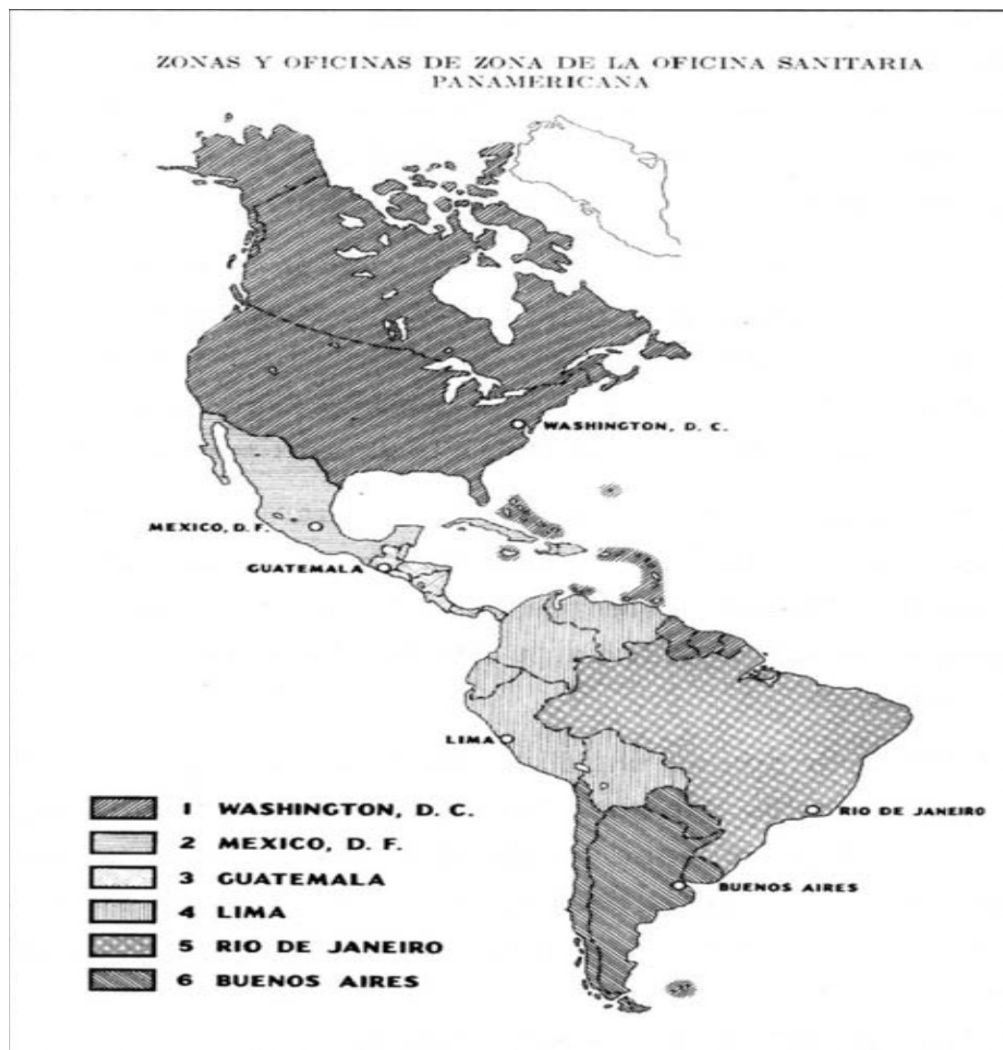 ZONAS Y OFICINAS DE ZONA DE LA OFICINA SANITARIA
PANAMERICANA
WASHINGTON, D. C.
MEXICO, D. F.
GUATEMALA
LIMA
RIO DE JANEIRO
BUENOS AIRES
1 WASHINGTON, D. C.
2 MEXICO, D. F.
3 GUATEMALA
4 LIMA
5 RIO DE JANEIRO
6 BUENOS AIRES